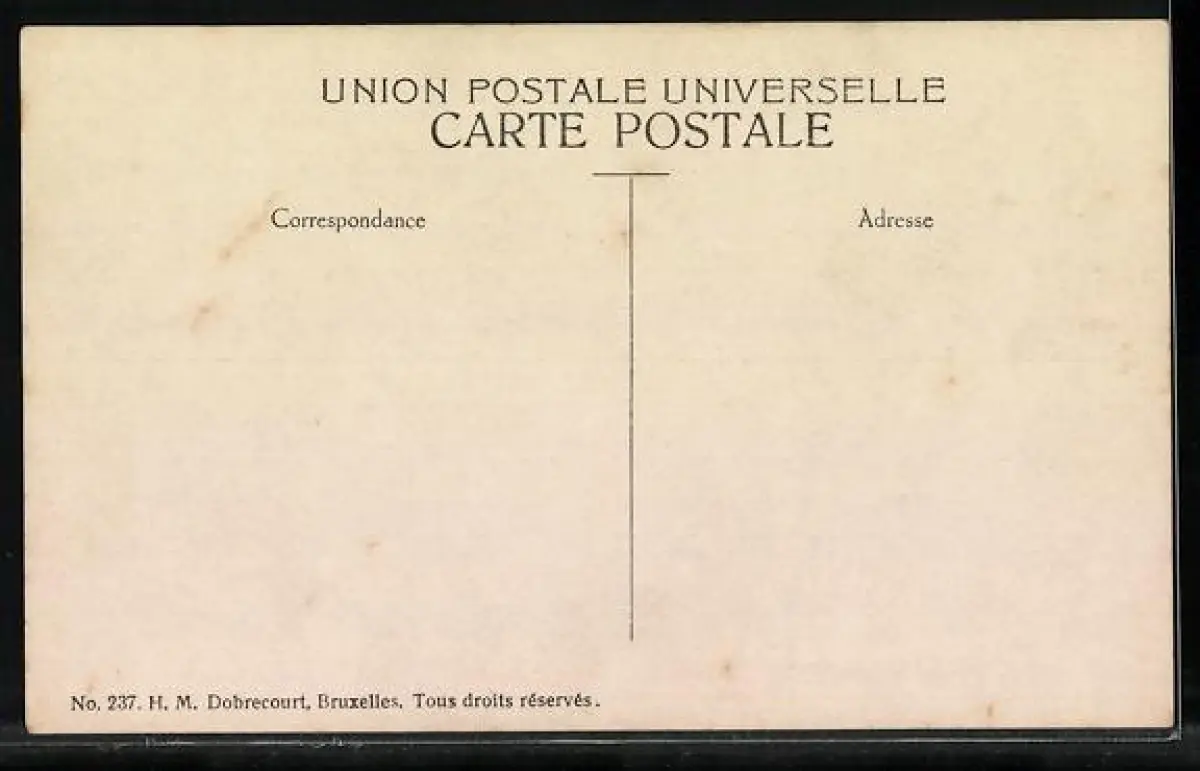 UNION POSTALE UNIVERSELLE
CARTE POSTALE
Correspondance
Adresse
No. 237. H. M. Dobrecourt, Bruxelles. Tous droits réservés.